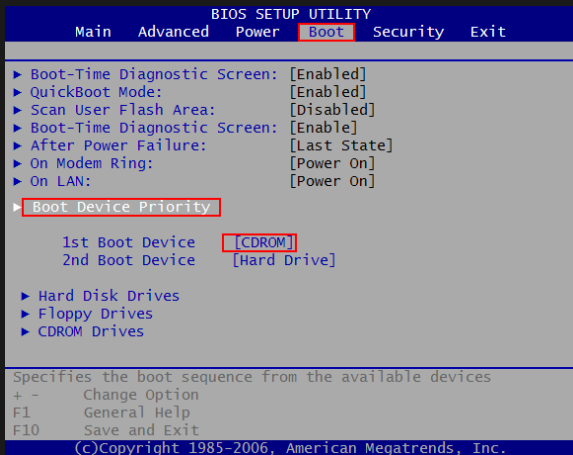 BIOS SETUP UTILITY
Main Advanced Power Boot Security Exit
Boot-Time Diagnostic Screen: [Enabled]
QuickBoot Mode: [Enabled]
Scan User Flash Area: [Disabled]
Boot-Time Diagnostic Screen: [Enable]
After Power Failure: [Last State]
On Modem Ring: [Power On]
On LAN: [Power On]
Boot Device Priority
1st Boot Device [CDROM]
2nd Boot Device [Hard Drive]
Hard Disk Drives
Floppy Drives
CDROM Drives
Specifies the boot sequence from the available devices
+ - Change Option
F1 General Help
F10 Save and Exit
(c)Copyright 1985-2006, American Megatrends, Inc.